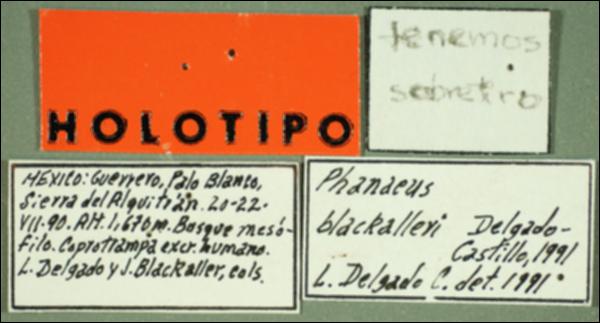 HOLOTIPO
tenemos
sobretiro
MÉXICO: Guerrero, Palo Blanco,
Sierra del Alquitrán. 20-22-
VII-90. Alt. 1,670 m. Bosque mesó-
filo. Coprotrampa excr. humano.
L. Delgado y J. Blackaller, cols.
Phanaeus
blackalleri Delgado-
Castillo, 1991
L. Delgado C. det. 1991